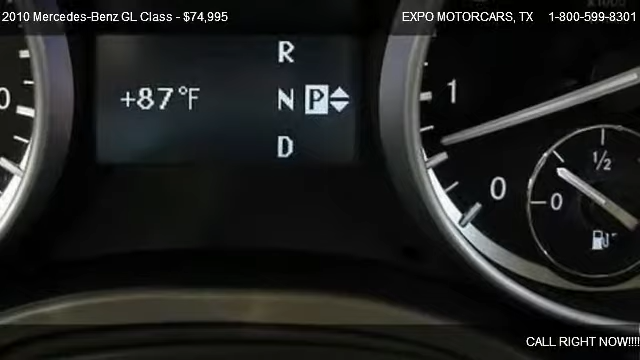 2010 Mercedes-Benz GL Class - $74,995 EXPO MOTORCARS, TX 1-800-599-8301
R
+87°F N P
D
0
1
0
1/2
0
CALL RIGHT NOW!!!!